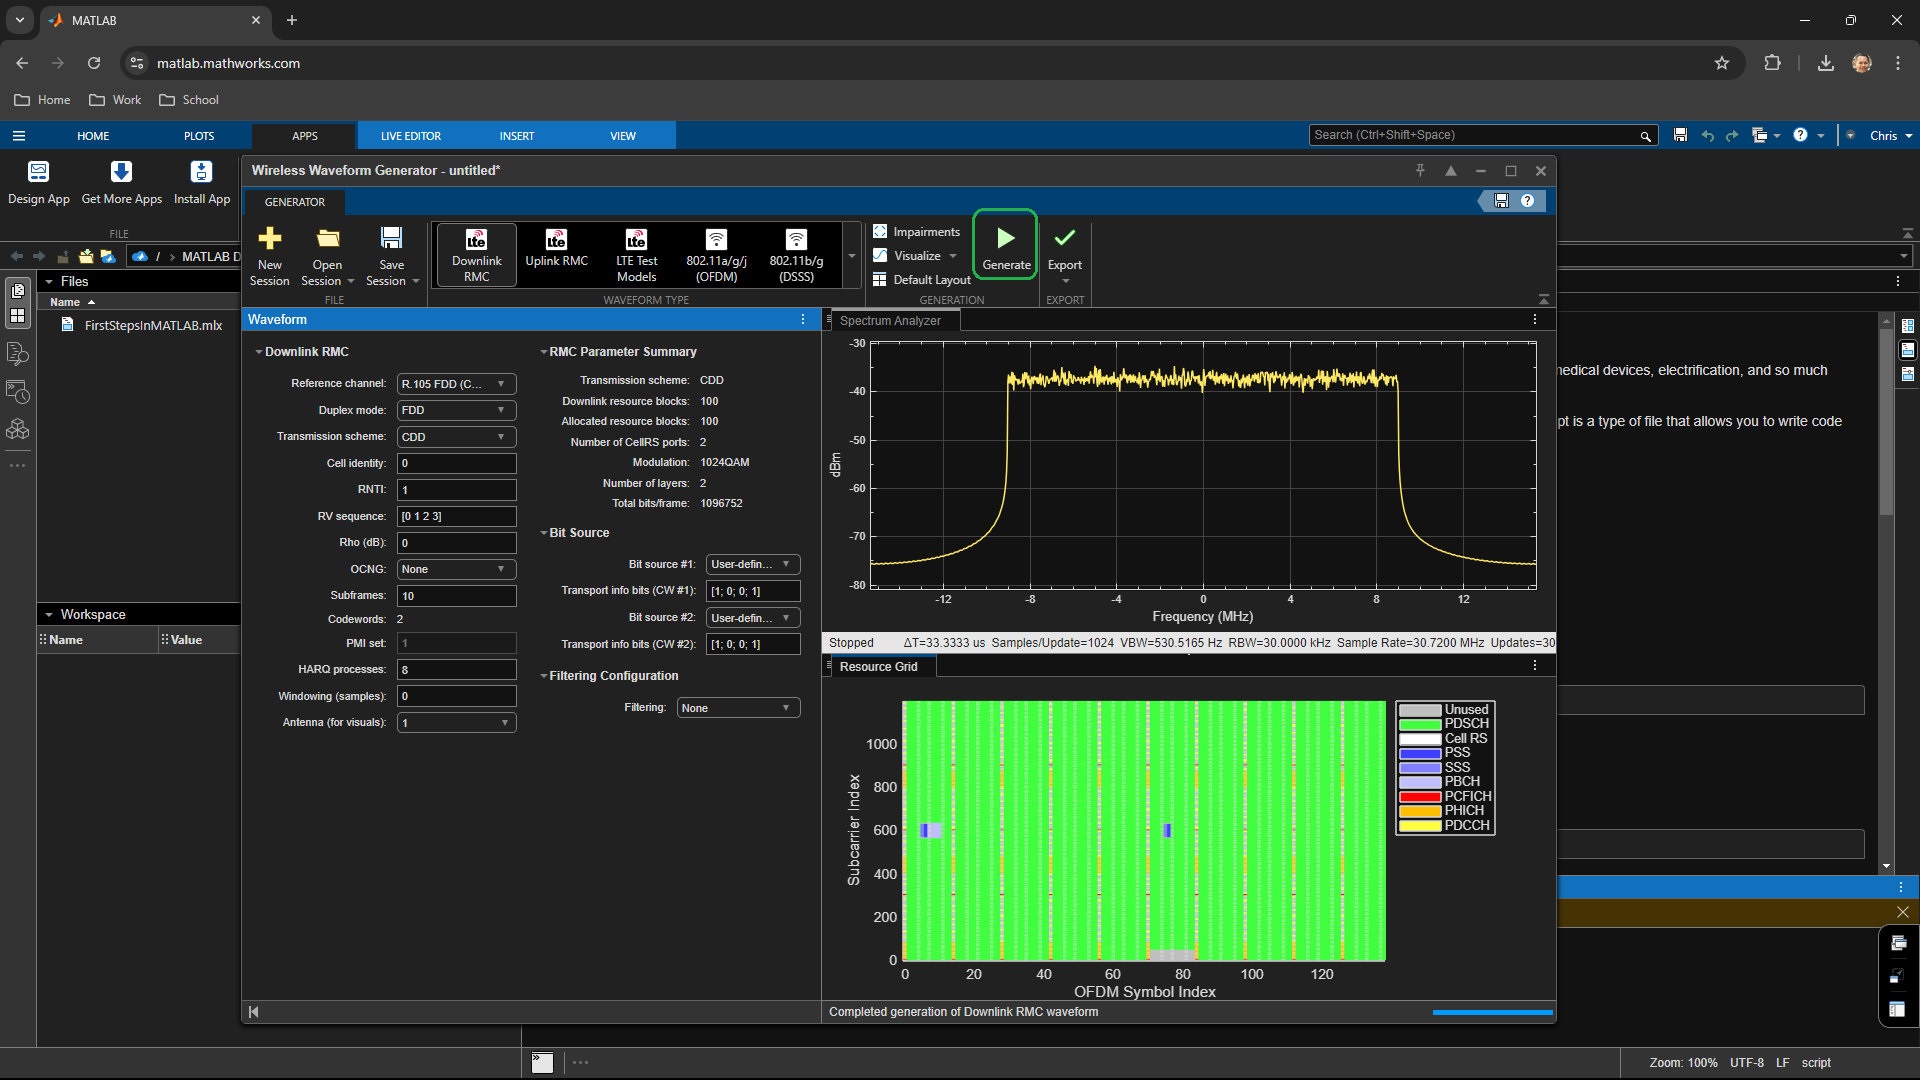 MATLAB
matlab.mathworks.com
Home
Work
School
HOME
PLOTS
APPS
LIVE EDITOR
INSERT
VIEW
Search (Ctrl+Shift+Space)
Chris
Design App
Get More Apps
Install App
FILE
/ > MATLAB D
Files
Name
FirstStepsInMATLAB.mlx
Workspace
Name
Value
Wireless Waveform Generator - untitled*
GENERATOR
New Session
Open Session
Save Session
FILE
Downlink RMC
Uplink RMC
LTE Test Models
802.11a/g/j (OFDM)
802.11b/g (DSSS)
WAVEFORM TYPE
Impairments
Visualize
Default Layout
Generate
GENERATION
Export
EXPORT
Waveform
Downlink RMC
Reference channel: R.105 FDD (C...
Duplex mode: FDD
Transmission scheme: CDD
Cell identity: 0
RNTI: 1
RV sequence: [0 1 2 3]
Rho (dB): 0
OCNG: None
Subframes: 10
Codewords: 2
PMI set: 1
HARQ processes: 8
Windowing (samples): 0
Antenna (for visuals): 1
RMC Parameter Summary
Transmission scheme: CDD
Downlink resource blocks: 100
Allocated resource blocks: 100
Number of CellRS ports: 2
Modulation: 1024QAM
Number of layers: 2
Total bits/frame: 1096752
Bit Source
Bit source #1: User-defin...
Transport info bits (CW #1): [1; 0; 0; 1]
Bit source #2: User-defin...
Transport info bits (CW #2): [1; 0; 0; 1]
Filtering Configuration
Filtering: None
Spectrum Analyzer
-30
-40
-50
-60
-70
-80
dBm
-12 -8 -4 0 4 8 12
Frequency (MHz)
Stopped ΔT=33.3333 us Samples/Update=1024 VBW=530.5165 Hz RBW=30.0000 kHz Sample Rate=30.7200 MHz Updates=30
Resource Grid
1000
800
600
400
200
0
Subcarrier Index
0 20 40 60 80 100 120
OFDM Symbol Index
Unused
PDSCH
Cell RS
PSS
SSS
PBCH
PCFICH
PHICH
PDCCH
Completed generation of Downlink RMC waveform
medical devices, electrification, and so much
pt is a type of file that allows you to write code
Zoom: 100% UTF-8 LF script